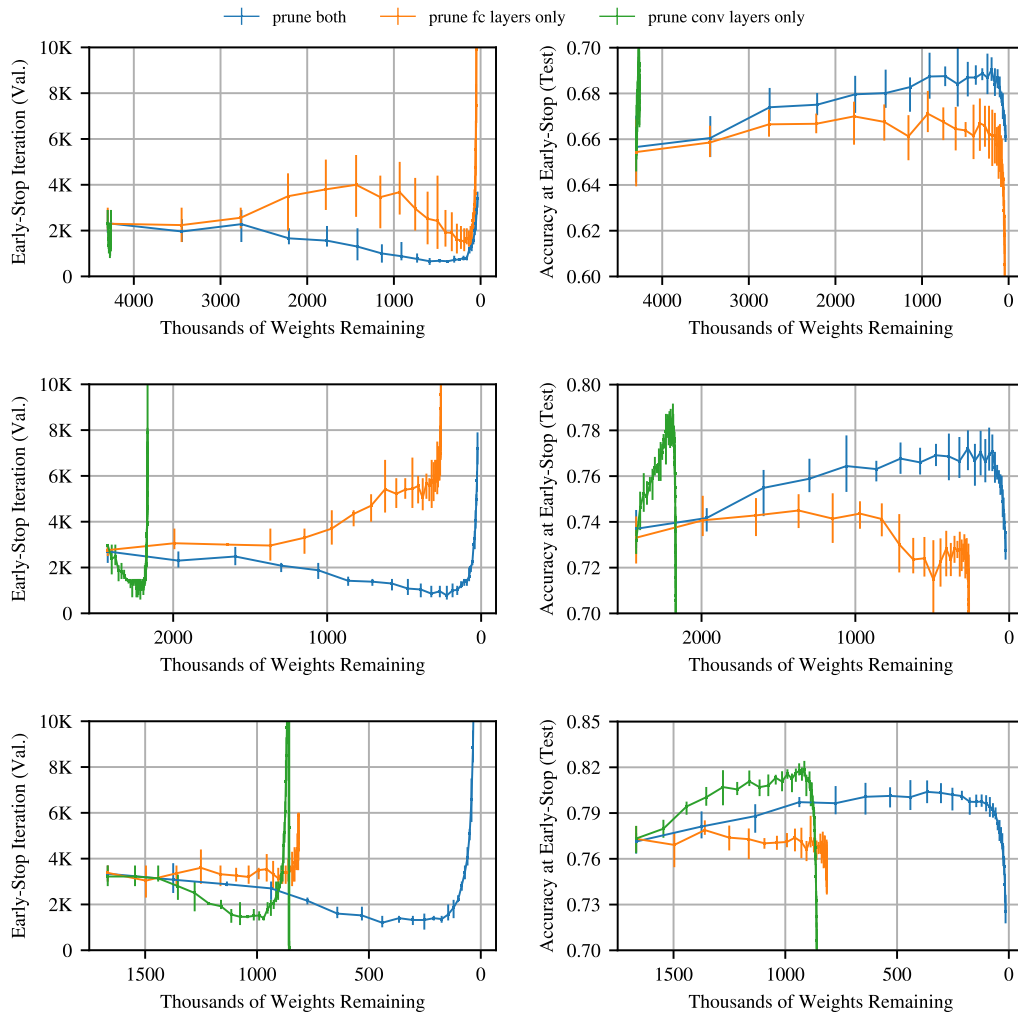 prune both prune fc layers only prune conv layers only
Early-Stop Iteration (Val.)
10K
8K
6K
4K
2K
0
4000 3000 2000 1000 0
Thousands of Weights Remaining
Accuracy at Early-Stop (Test)
0.70
0.68
0.66
0.64
0.62
0.60
4000 3000 2000 1000 0
Thousands of Weights Remaining
Early-Stop Iteration (Val.)
10K
8K
6K
4K
2K
0
2000 1000 0
Thousands of Weights Remaining
Accuracy at Early-Stop (Test)
0.80
0.78
0.76
0.74
0.72
0.70
2000 1000 0
Thousands of Weights Remaining
Early-Stop Iteration (Val.)
10K
8K
6K
4K
2K
0
1500 1000 500 0
Thousands of Weights Remaining
Accuracy at Early-Stop (Test)
0.85
0.82
0.79
0.76
0.73
0.70
1500 1000 500 0
Thousands of Weights Remaining